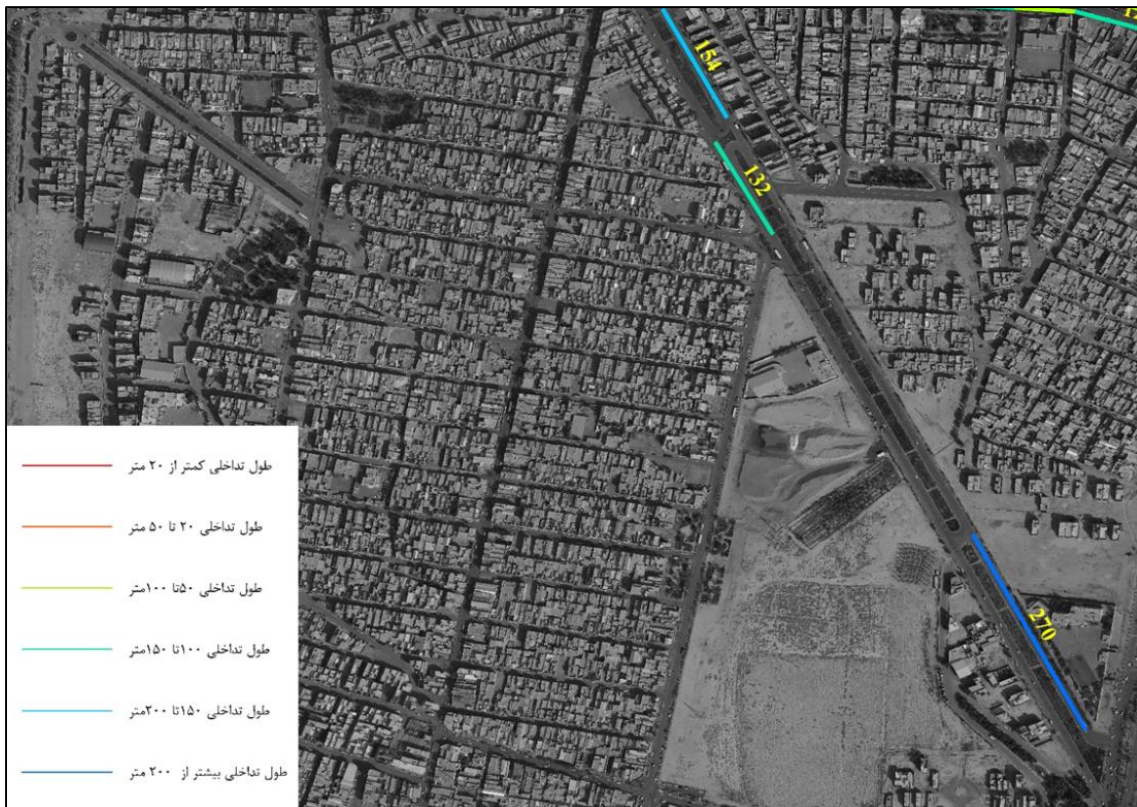 154
132
270
طول تداخلی کمتر از ۲۰ متر
طول تداخلی ۲۰ تا ۵۰ متر
طول تداخلی ۵۰تا ۱۰۰متر
طول تداخلی ۱۰۰تا ۱۵۰متر
طول تداخلی ۱۵۰تا ۲۰۰متر
طول تداخلی بیشتر از ۲۰۰ متر